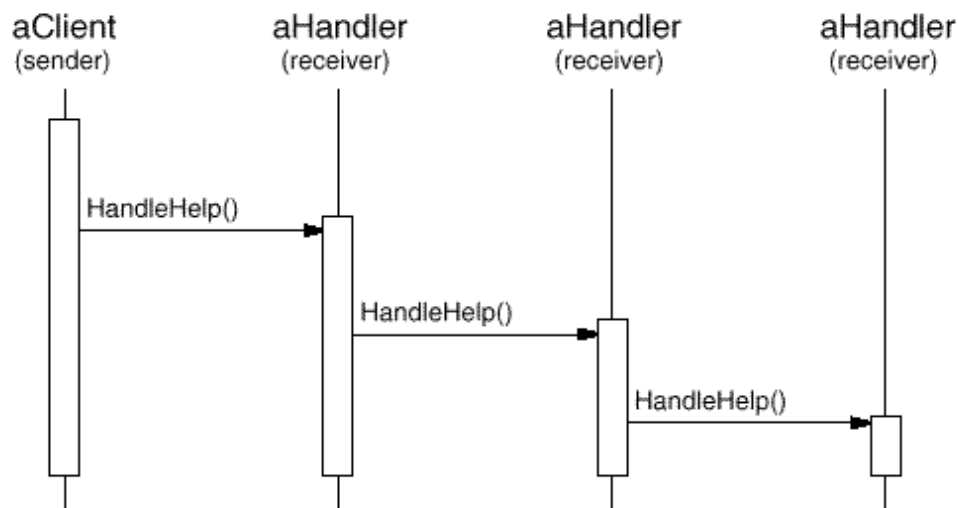 aClient
(sender)
aHandler
(receiver)
aHandler
(receiver)
aHandler
(receiver)
HandleHelp()
HandleHelp()
HandleHelp()